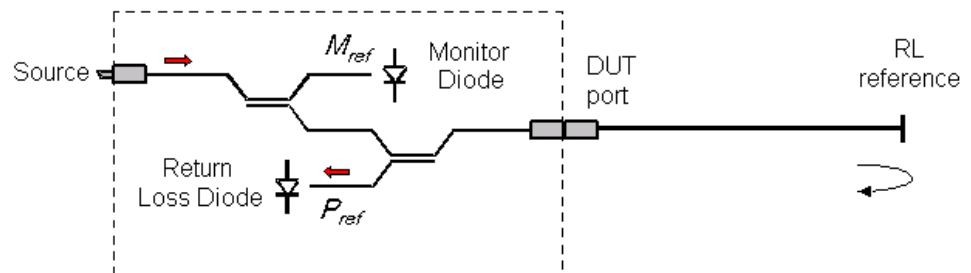 Source
M_ref
Monitor
Diode
DUT
port
RL
reference
Return
Loss Diode
P_ref